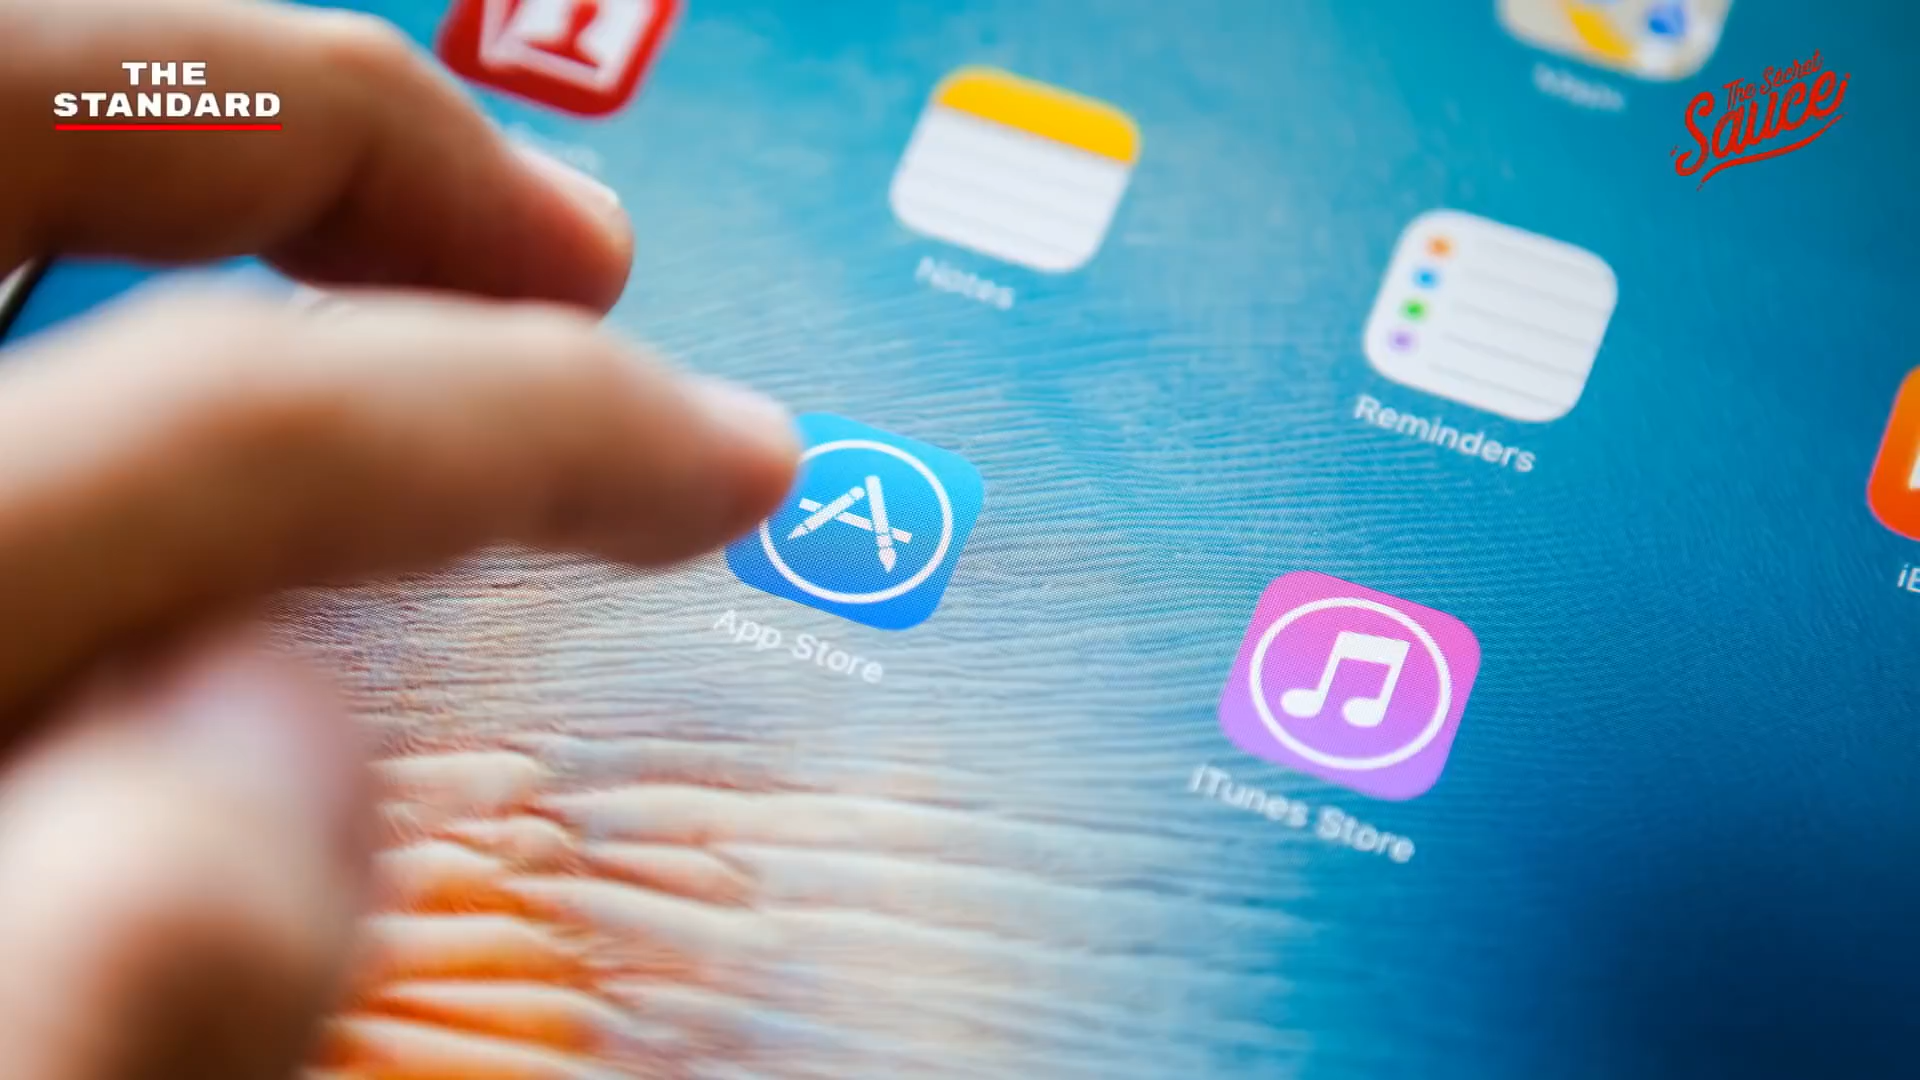 THE
STANDARD
The Secret
Sauce
Notes
Reminders
App Store
iTunes Store